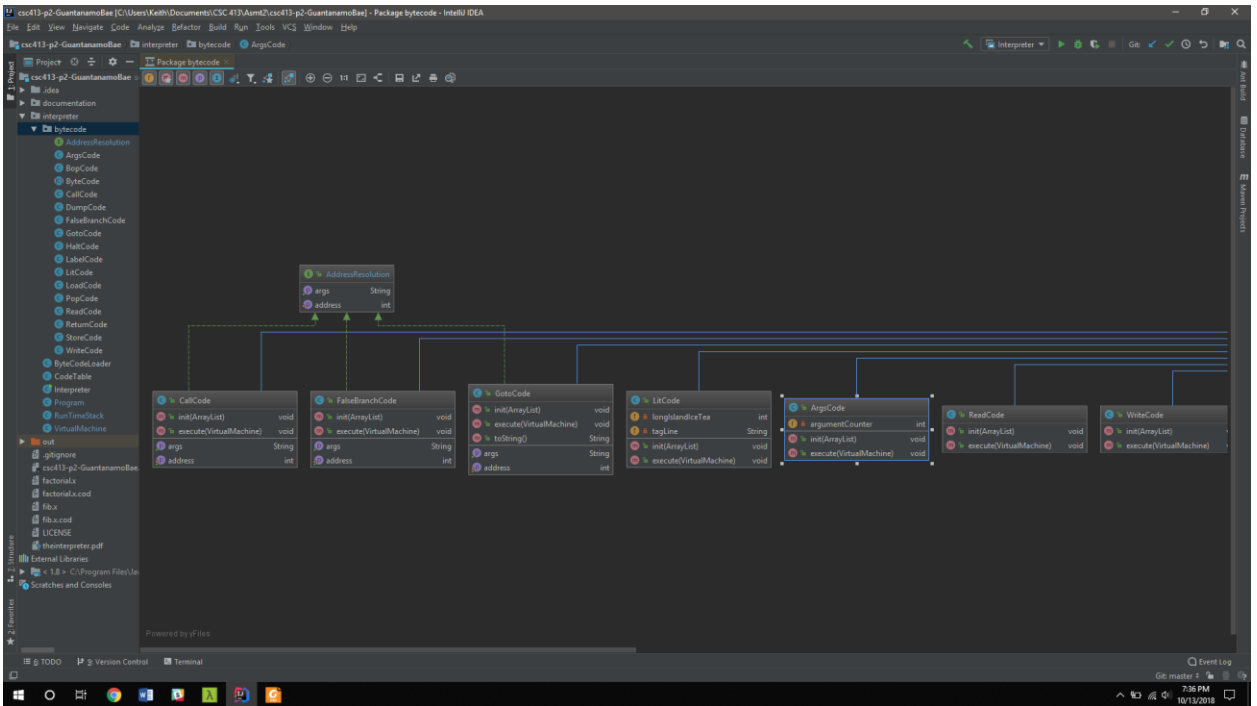 csc413-p2-GuantanamoBae [C:\Users\Keith\Documents\CSC 413\Asmt2\csc413-p2-GuantanamoBae] - Package bytecode - IntelliJ IDEA
File Edit View Navigate Code Analyze Refactor Build Run Tools VCS Window Help
csc413-p2-GuantanamoBae interpreter bytecode ArgsCode
Interpreter Git:
Project
Package bytecode
1:1
1: Project
csc413-p2-GuantanamoBae
.idea
documentation
interpreter
bytecode
AddressResolution
ArgsCode
BopCode
ByteCode
CallCode
DumpCode
FalseBranchCode
GotoCode
HaltCode
LabelCode
LitCode
LoadCode
PopCode
ReadCode
ReturnCode
StoreCode
WriteCode
ByteCodeLoader
CodeTable
Interpreter
Program
RunTimeStack
VirtualMachine
out
.gitignore
csc413-p2-GuantanamoBae.
factorial.x
factorial.x.cod
fib.x
fib.x.cod
LICENSE
theinterpreter.pdf
External Libraries
< 1.8 > C:\Program Files\Ja
Scratches and Consoles
Z: Structure
2: Favorites
AddressResolution
args String
address int
CallCode
init(ArrayList) void
execute(VirtualMachine) void
args String
address int
FalseBranchCode
init(ArrayList) void
execute(VirtualMachine) void
args String
address int
GotoCode
init(ArrayList) void
execute(VirtualMachine) void
toString() String
args String
address int
LitCode
longIslandIceTea int
tagLine String
init(ArrayList) void
execute(VirtualMachine) void
ArgsCode
argumentCounter int
init(ArrayList) void
execute(VirtualMachine) void
ReadCode
init(ArrayList) void
execute(VirtualMachine) void
WriteCode
init(ArrayList) void
execute(VirtualMachine) void
Ant Build
Database
m Maven Projects
Powered by yFiles
6: TODO 9: Version Control Terminal
Event Log
Git: master
7:36 PM
10/13/2018